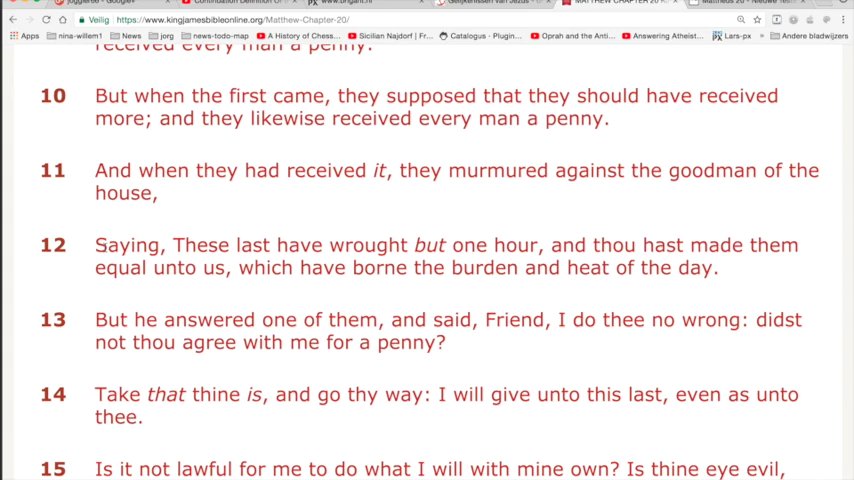 Veilig https://www.kingjamesbibleonline.org/Matthew-Chapter-20/
Apps nina-willem1 News jorg news-todo-map A History of Chess... Sicilian Najdorf (Fr... Catalogus - Plugin... Oprah and the Anti... Answering Atheist... Lars-px » Andere bladwijzers
received every man a penny.
10 But when the first came, they supposed that they should have received
more; and they likewise received every man a penny.
11 And when they had received it, they murmured against the goodman of the
house,
12 Saying, These last have wrought but one hour, and thou hast made them
equal unto us, which have borne the burden and heat of the day.
13 But he answered one of them, and said, Friend, I do thee no wrong: didst
not thou agree with me for a penny?
14 Take that thine is, and go thy way: I will give unto this last, even as unto
thee.
15 Is it not lawful for me to do what I will with mine own? Is thine eye evil,